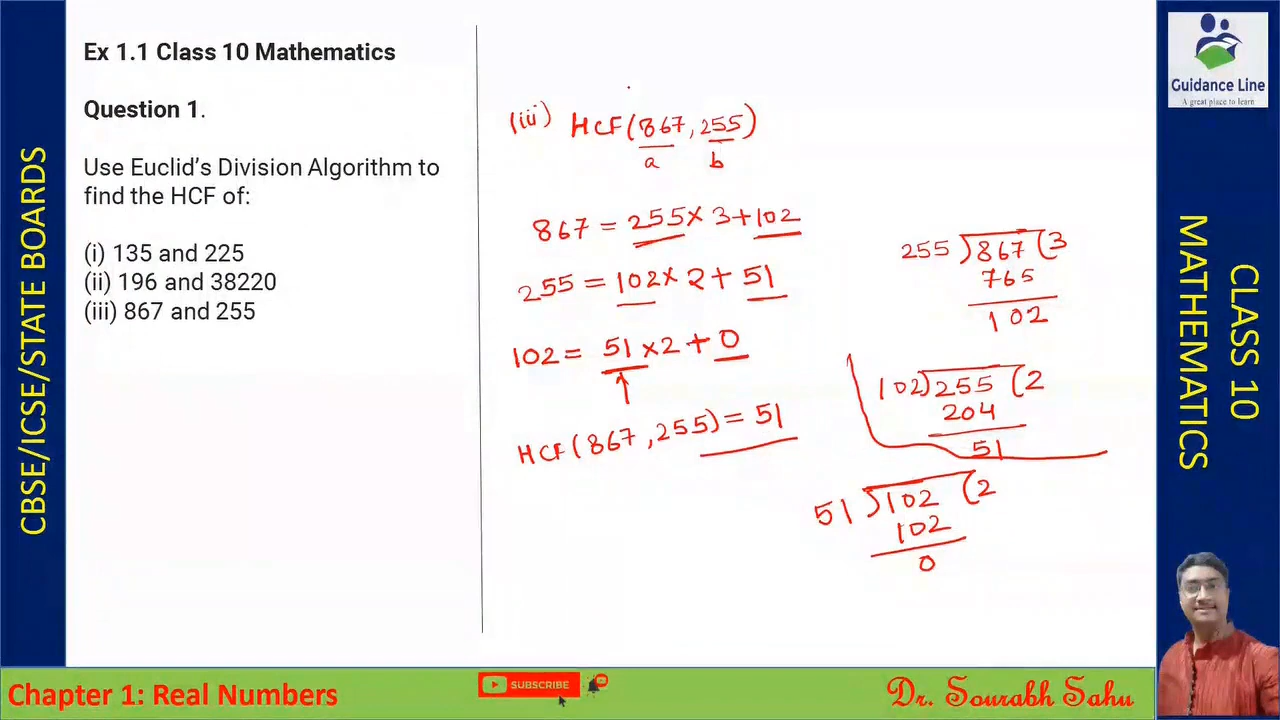 CBSE/ICSE/STATE BOARDS
Ex 1.1 Class 10 Mathematics
Question 1.
Use Euclid's Division Algorithm to
find the HCF of:
(i) 135 and 225
(ii) 196 and 38220
(iii) 867 and 255
(iii) HCF(867, 255)
a b
867 = 255 × 3 + 102
255 = 102 × 2 + 51
102 = 51 × 2 + 0
HCF(867, 255) = 51
255)867(3
765
102
102)255(2
204
51
51)102(2
102
0
Guidance Line
A great place to learn
CLASS 10
MATHEMATICS
Chapter 1: Real Numbers
SUBSCRIBE
Dr. Sourabh Sahu